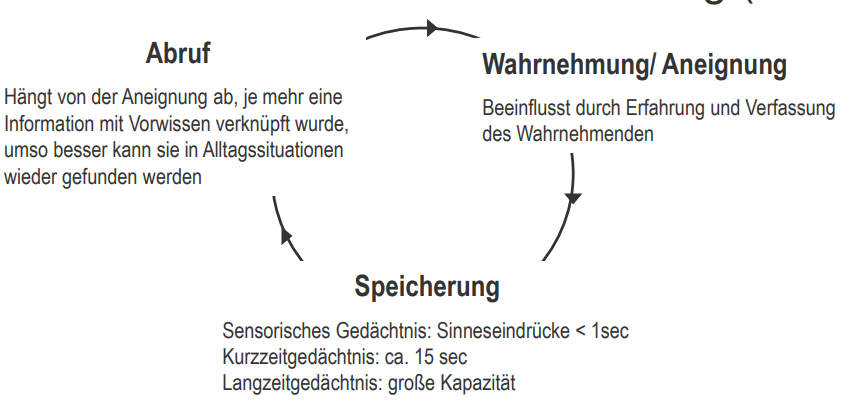 Abruf
Hängt von der Aneignung ab, je mehr eine
Information mit Vorwissen verknüpft wurde,
umso besser kann sie in Alltagssituationen
wieder gefunden werden
Wahrnehmung/ Aneignung
Beeinflusst durch Erfahrung und Verfassung
des Wahrnehmenden
Speicherung
Sensorisches Gedächtnis: Sinneseindrücke < 1sec
Kurzzeitgedächtnis: ca. 15 sec
Langzeitgedächtnis: große Kapazität